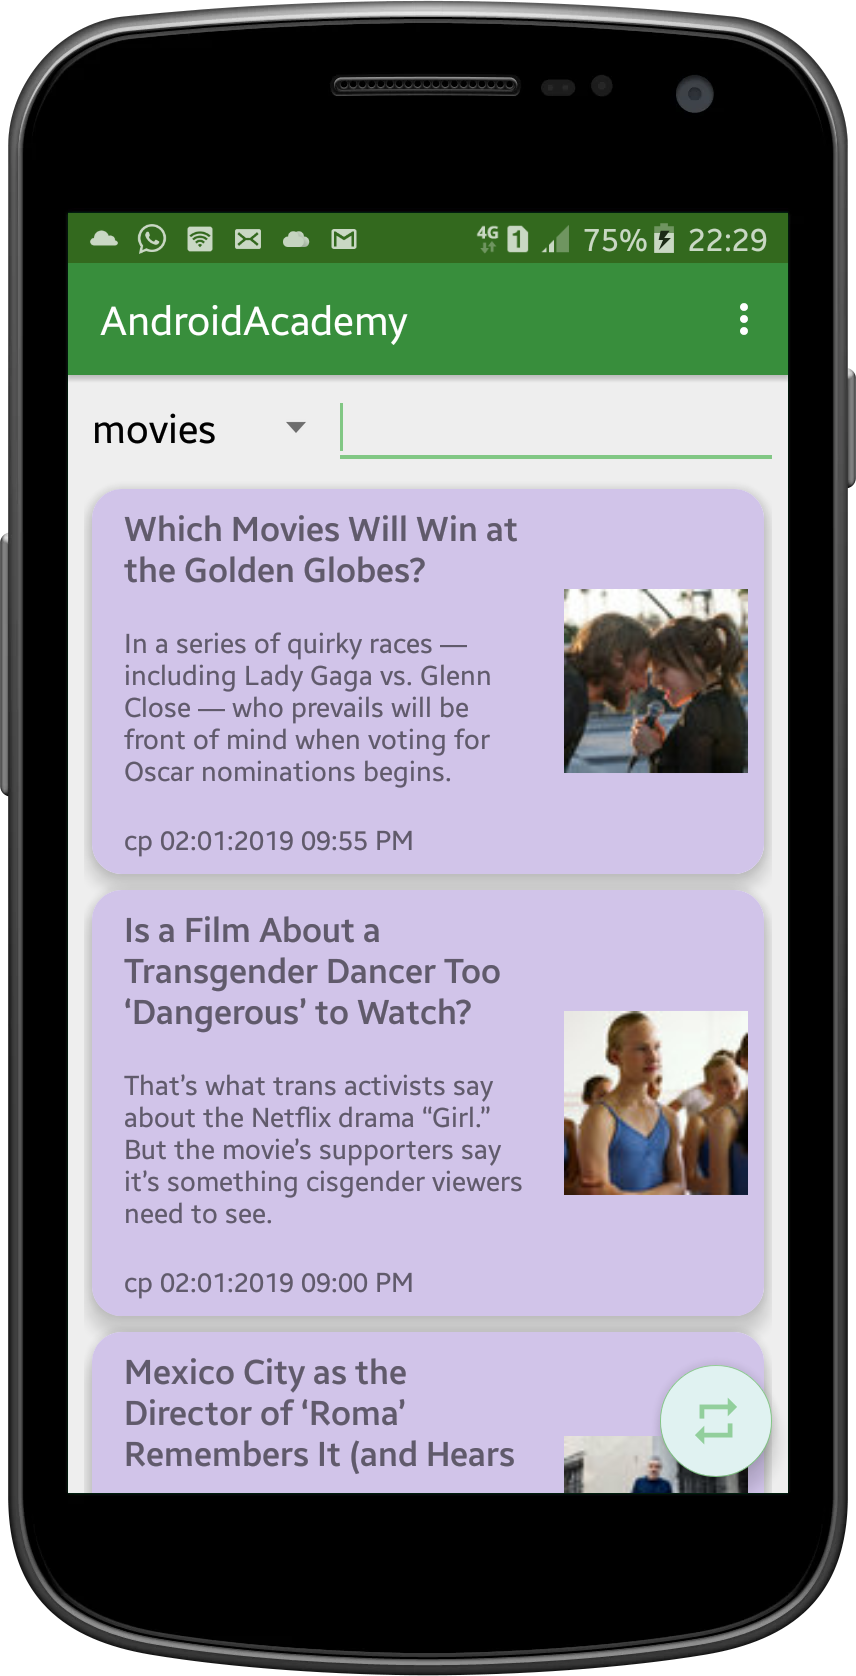 4G 1 75% 22:29
AndroidAcademy
movies
Which Movies Will Win at
the Golden Globes?
In a series of quirky races —
including Lady Gaga vs. Glenn
Close — who prevails will be
front of mind when voting for
Oscar nominations begins.
ср 02:01:2019 09:55 PM
Is a Film About a
Transgender Dancer Too
‘Dangerous’ to Watch?
That’s what trans activists say
about the Netflix drama “Girl.”
But the movie’s supporters say
it’s something cisgender viewers
need to see.
ср 02:01:2019 09:00 PM
Mexico City as the
Director of ‘Roma’
Remembers It (and Hears